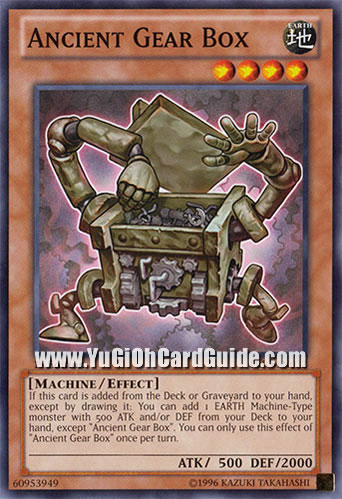 ANCIENT GEAR BOX
EARTH
地
www.YuGiOhCardGuide.com
[MACHINE/EFFECT]
If this card is added from the Deck or Graveyard to your hand,
except by drawing it: You can add 1 EARTH Machine-Type
monster with 500 ATK and/or DEF from your Deck to your
hand, except "Ancient Gear Box". You can only use this effect of
"Ancient Gear Box" once per turn.
ATK/ 500 DEF/2000
60953949
©1996 KAZUKI TAKAHASHI